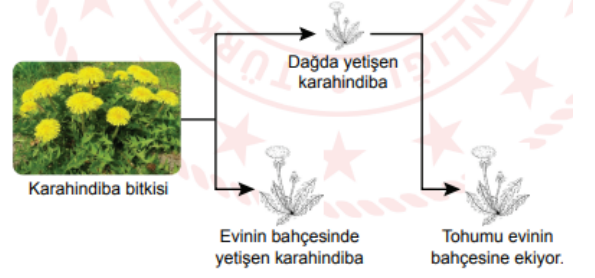 Dağda yetişen
karahindiba
Karahindiba bitkisi
Evinin bahçesinde
yetişen karahindiba
Tohumu evinin
bahçesine ekiyor.